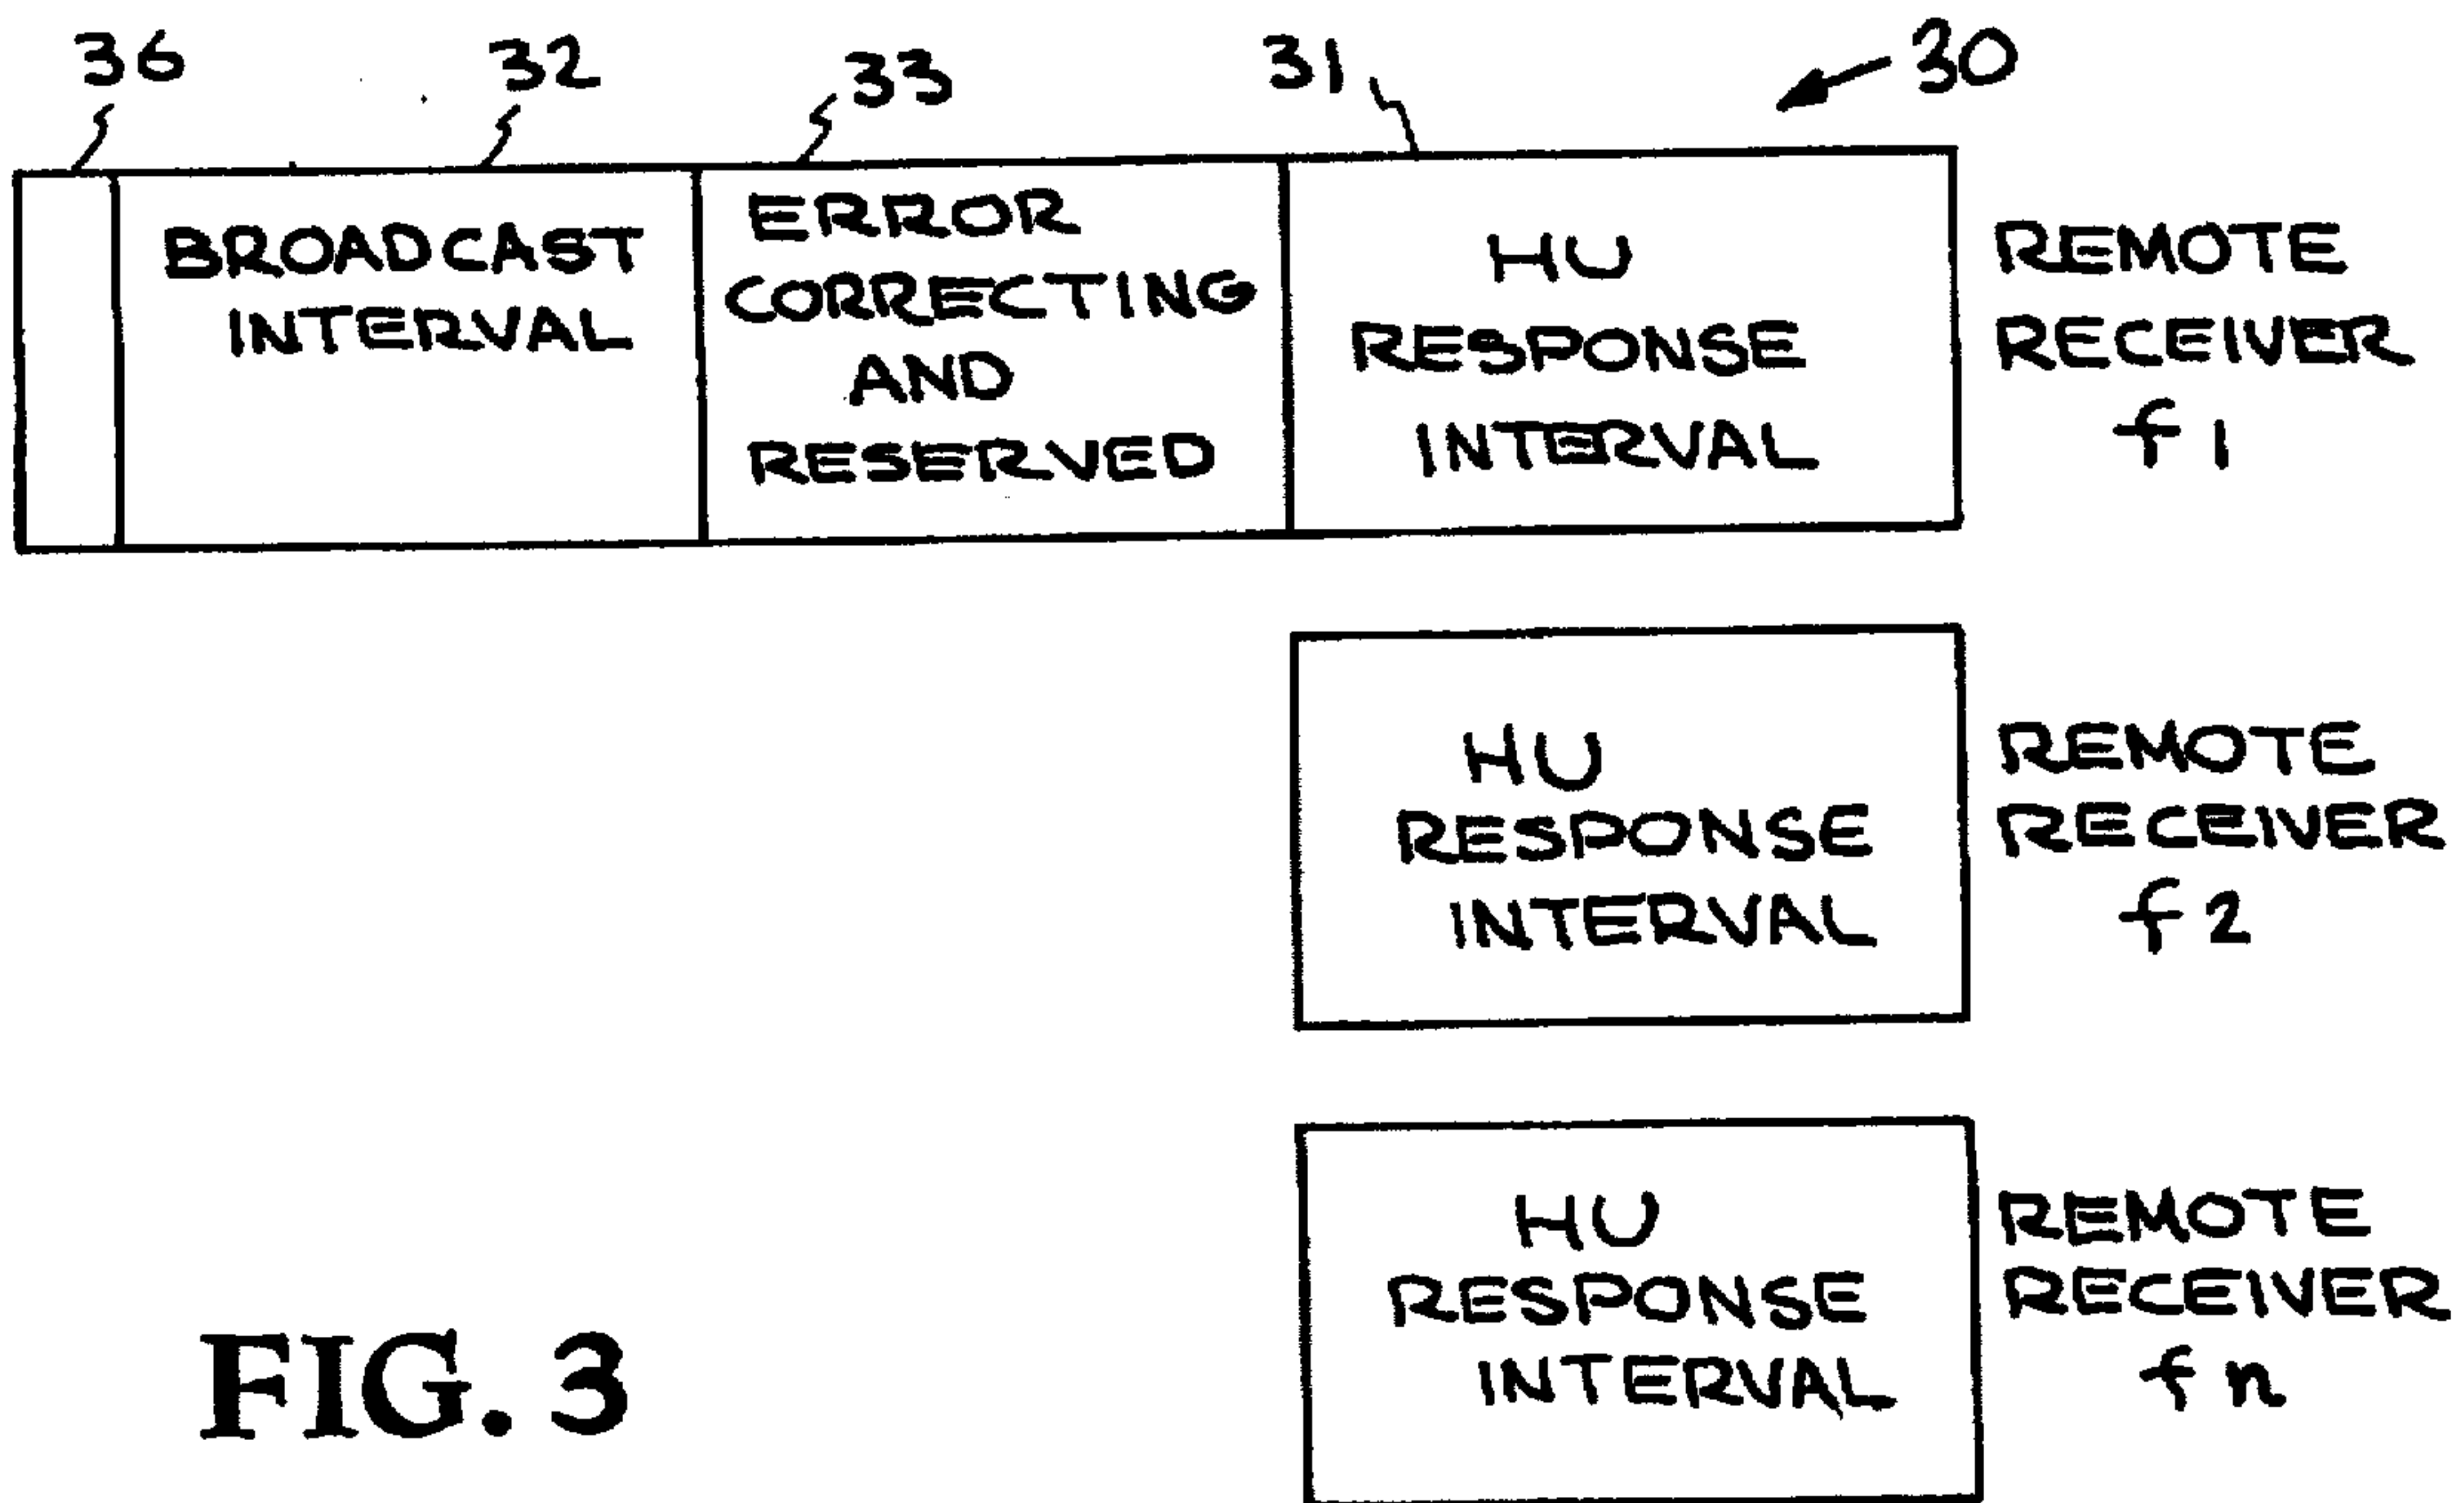 36
32
33
31
30
BROADCAST
INTERVAL
ERROR
CORRECTING
AND
RESERVED
HU
RESPONSE
INTERVAL
REMOTE
RECEIVER
f1
HU
RESPONSE
INTERVAL
REMOTE
RECEIVER
f2
HU
RESPONSE
INTERVAL
REMOTE
RECEIVER
fn
FIG. 3